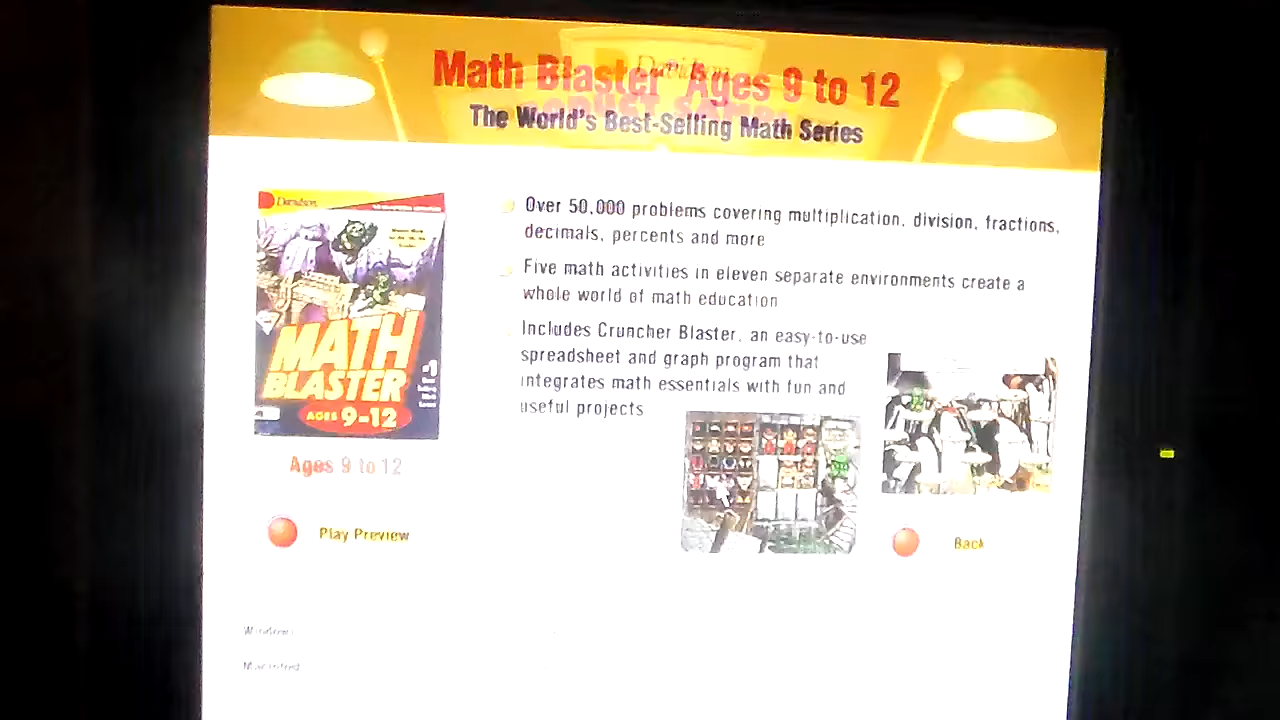 Math Blaster Ages 9 to 12
The World's Best-Selling Math Series
Davidson
MATH
BLASTER
AGES 9-12
Ages 9 to 12
Play Preview
Over 50,000 problems covering multiplication, division, fractions,
decimals, percents and more
Five math activities in eleven separate environments create a
whole world of math education
Includes Cruncher Blaster, an easy-to-use
spreadsheet and graph program that
integrates math essentials with fun and
useful projects
Back
Windows